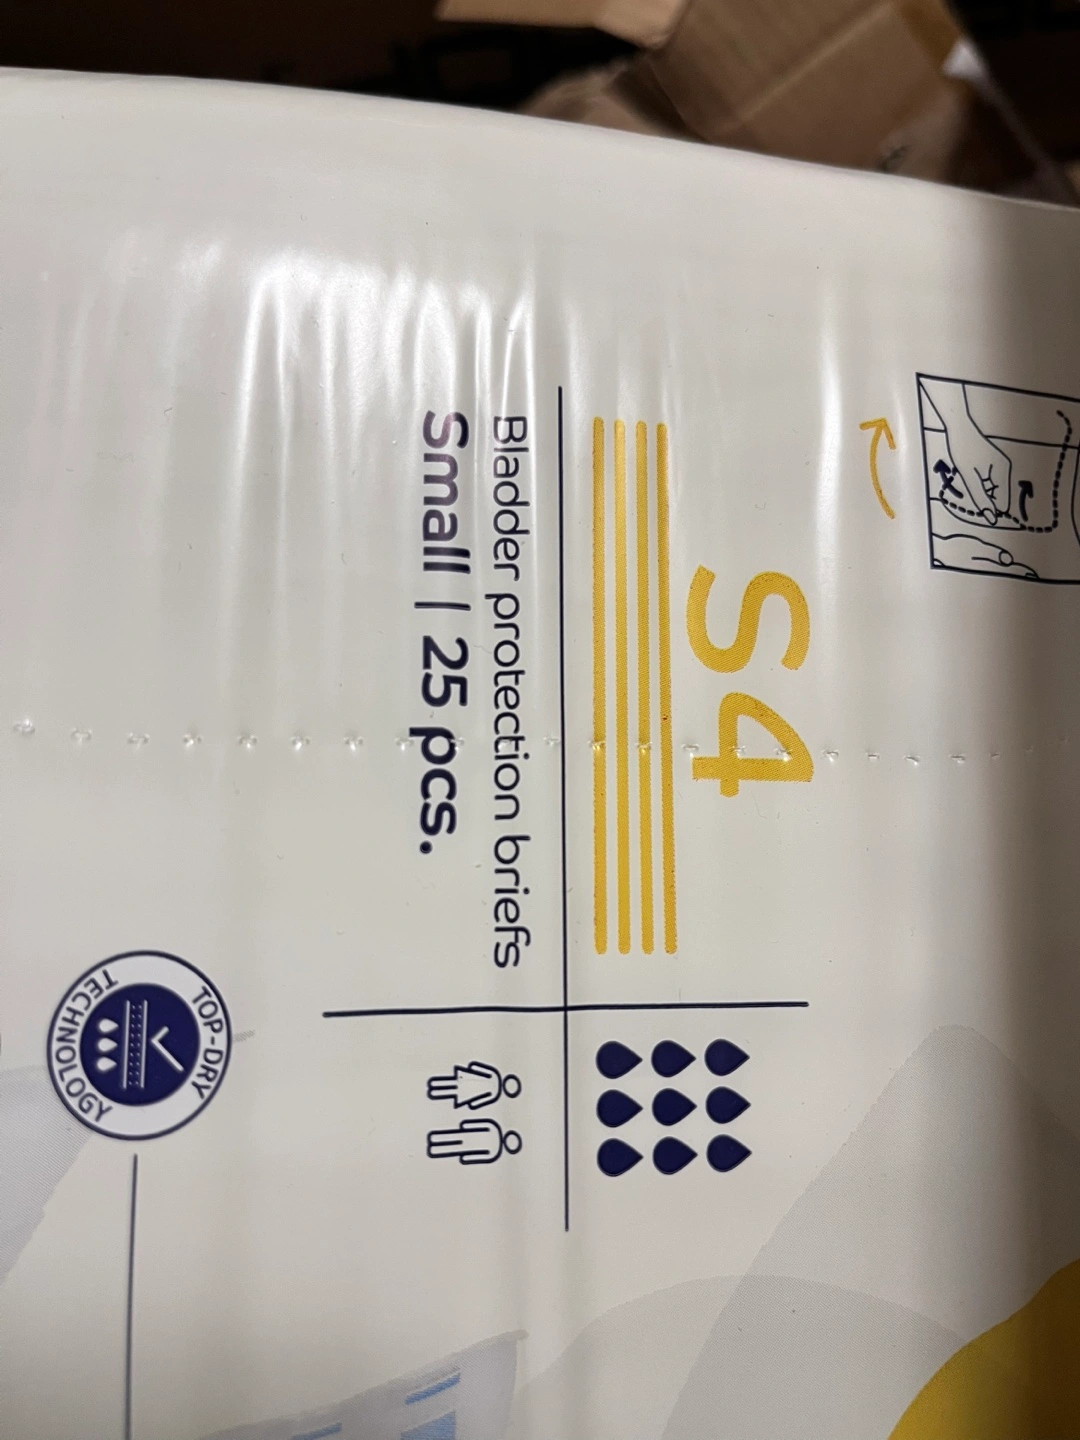 S4
Bladder protection briefs
Small | 25 pcs.
TOP-DRY
TECHNOLOGY